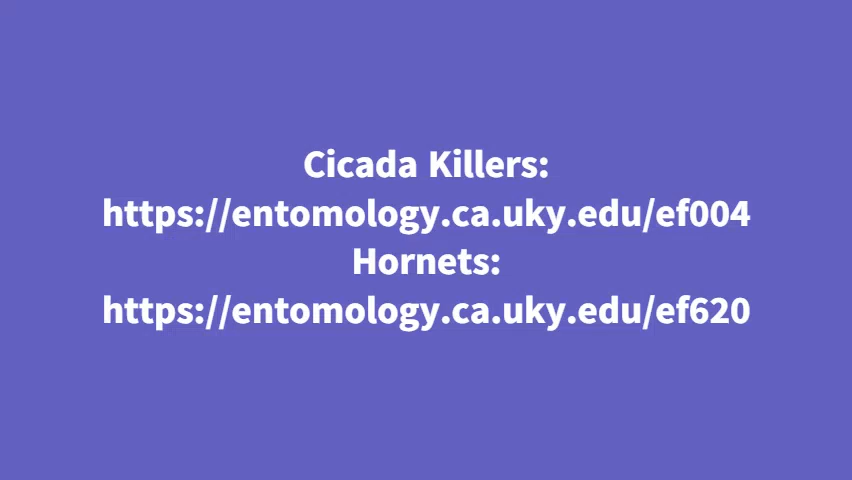 Cicada Killers:
https://entomology.ca.uky.edu/ef004
Hornets:
https://entomology.ca.uky.edu/ef620